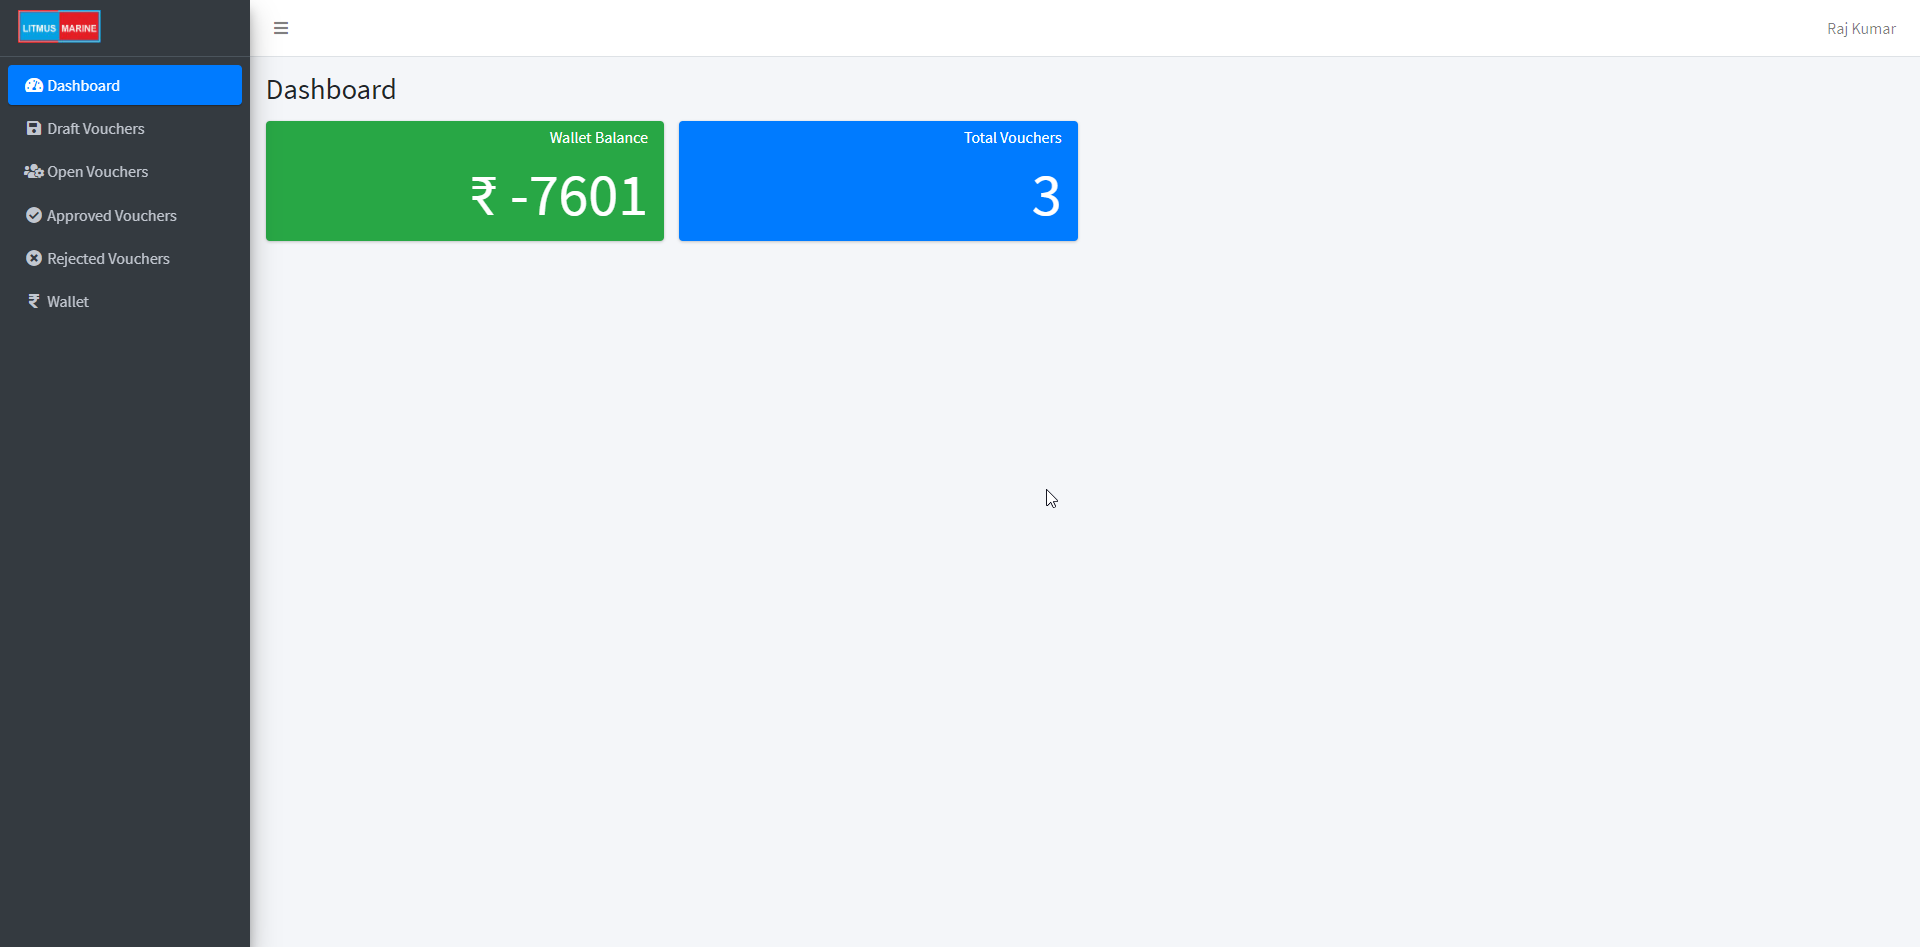 LITMUS MARINE
Raj Kumar
Dashboard
Draft Vouchers
Open Vouchers
Approved Vouchers
Rejected Vouchers
Wallet
Dashboard
Wallet Balance
₹ -7601
Total Vouchers
3